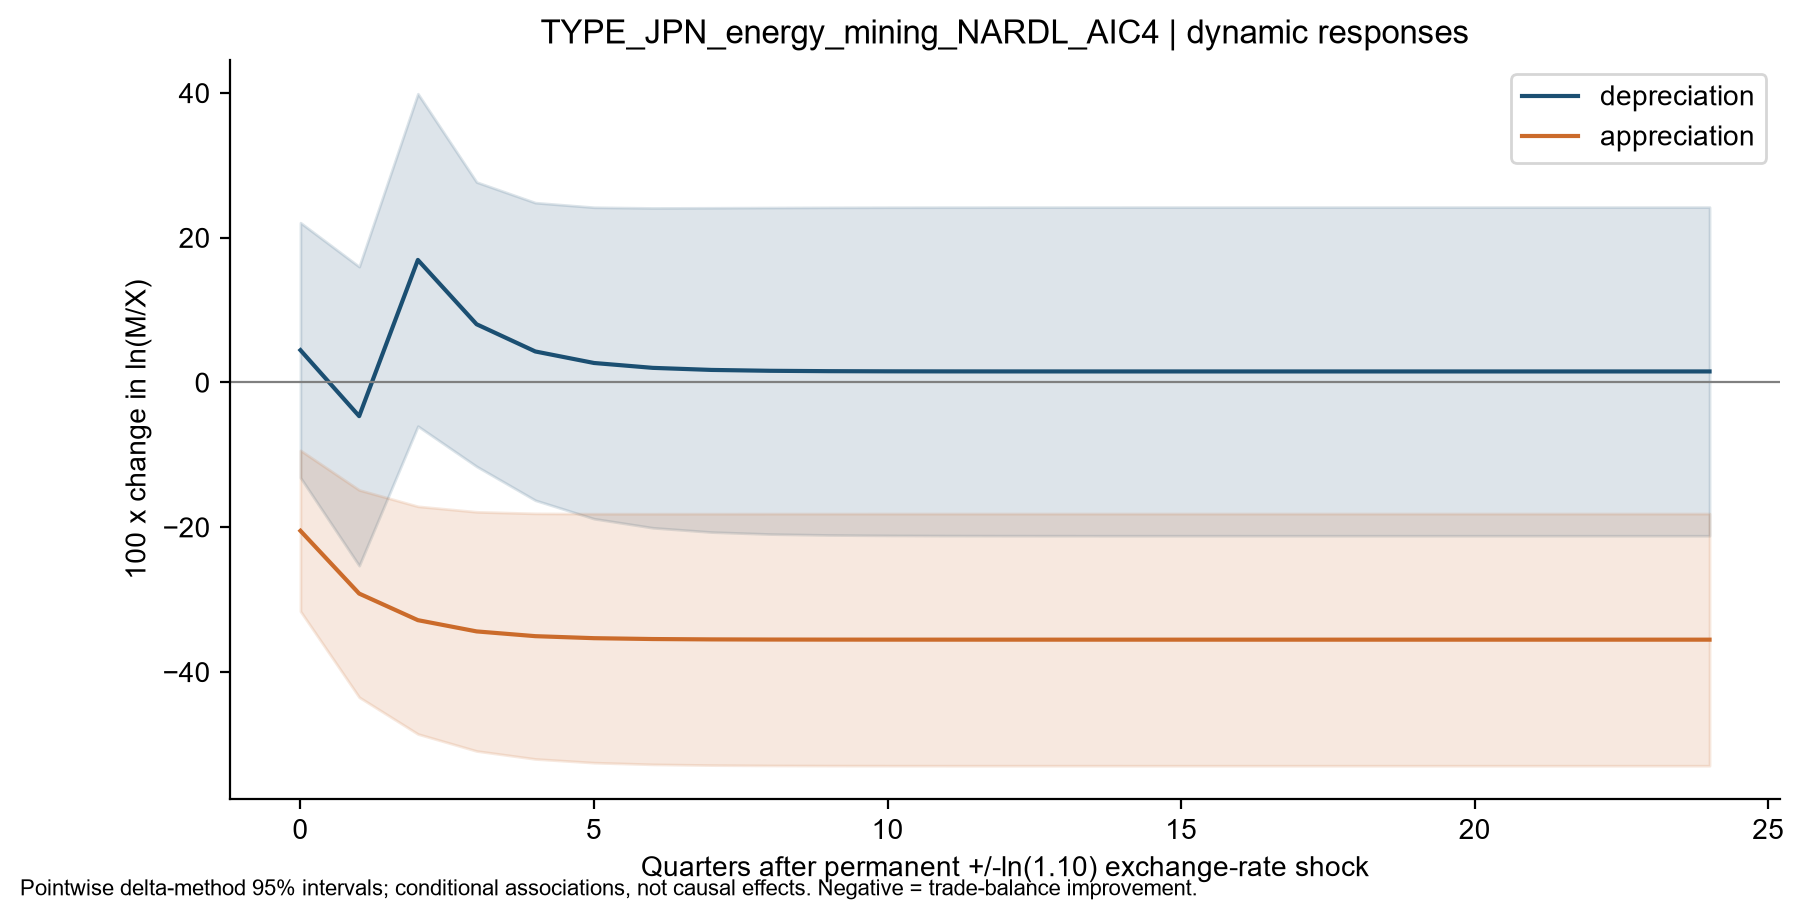 TYPE_JPN_energy_mining_NARDL_AIC4 | dynamic responses
depreciation
appreciation
100 x change in ln(M/X)
40
20
0
−20
−40
0
5
10
15
20
25
Quarters after permanent +/-ln(1.10) exchange-rate shock
Pointwise delta-method 95% intervals; conditional associations, not causal effects. Negative = trade-balance improvement.